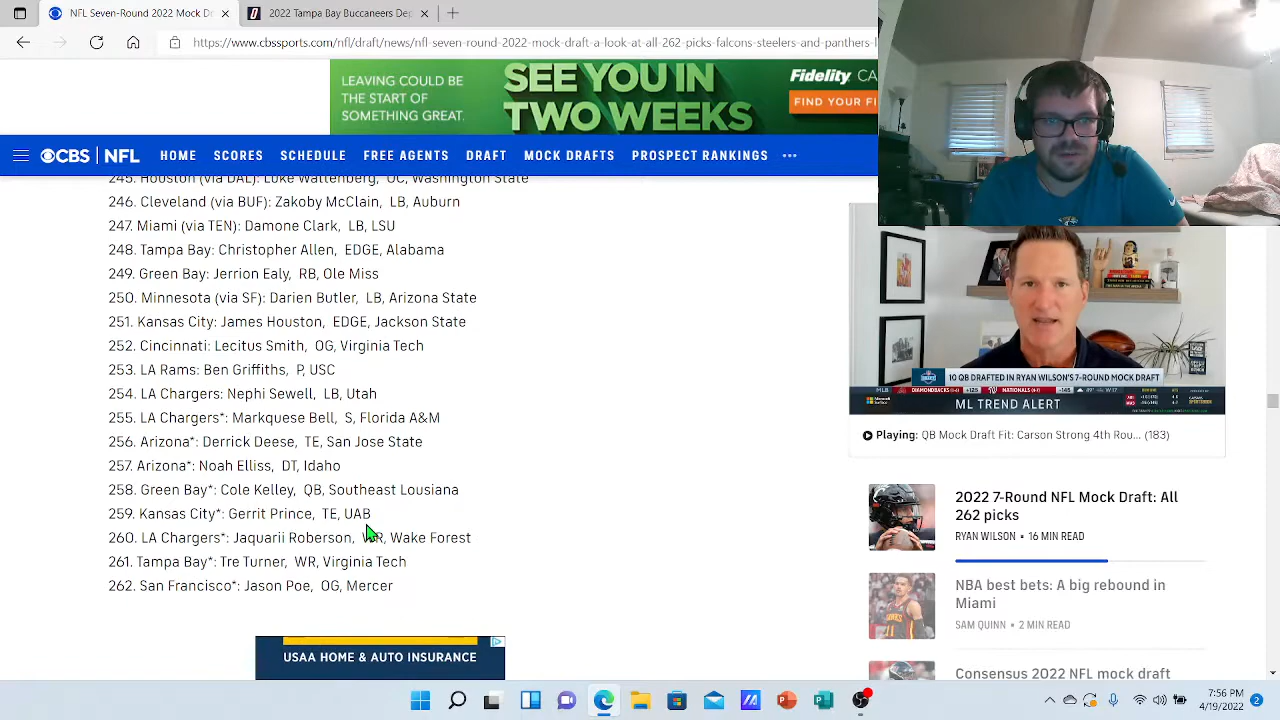 NFL Seven-Round 2022 Mock Dra
2022 Tampa Bay Buccaneers Dep
https://www.cbssports.com/nfl/draft/news/nfl-seven-round-2022-mock-draft-a-look-at-all-262-picks-falcons-steelers-and-panthers-
LEAVING COULD BE
THE START OF
SOMETHING GREAT.
SEE YOU IN
TWO WEEKS
Fidelity CA
FIND YOUR FI
CBS NFL HOME SCORES SCHEDULE FREE AGENTS DRAFT MOCK DRAFTS PROSPECT RANKINGS
246. Cleveland (via BUF): Zakoby McClain, LB, Auburn
247. Miami (via TEN): Damone Clark, LB, LSU
248. Tampa Bay: Christopher Allen, EDGE, Alabama
249. Green Bay: Jerrion Ealy, RB, Ole Miss
250. Minnesota (via SF): Darien Butler, LB, Arizona State
251. Kansas City: James Houston, EDGE, Jackson State
252. Cincinnati: Lecitus Smith, OG, Virginia Tech
253. LA Rams: Ben Griffiths, P, USC
254. LA Chargers*: Nephi Sewell, LB, Utah
255. LA Chargers*: Markquese Bell, S, Florida A&M
256. Arizona*: Derrick Deese, TE, San Jose State
257. Arizona*: Noah Elliss, DT, Idaho
258. Green Bay*: Cole Kelley, QB, Southeast Lousiana
259. Kansas City*: Gerrit Prince, TE, UAB
260. LA Chargers*: Jaquarii Roberson, WR, Wake Forest
261. Tampa Bay*: Tre Turner, WR, Virginia Tech
262. San Francisco*: Jason Poe, OG, Mercer
USAA HOME & AUTO INSURANCE
10 QB DRAFTED IN RYAN WILSON'S 7-ROUND MOCK DRAFT
ML TREND ALERT
Playing: QB Mock Draft Fit: Carson Strong 4th Rou... (183)
2022 7-Round NFL Mock Draft: All
262 picks
RYAN WILSON • 16 MIN READ
NBA best bets: A big rebound in
Miami
SAM QUINN • 2 MIN READ
Consensus 2022 NFL mock draft
7:56 PM
4/19/2022
2